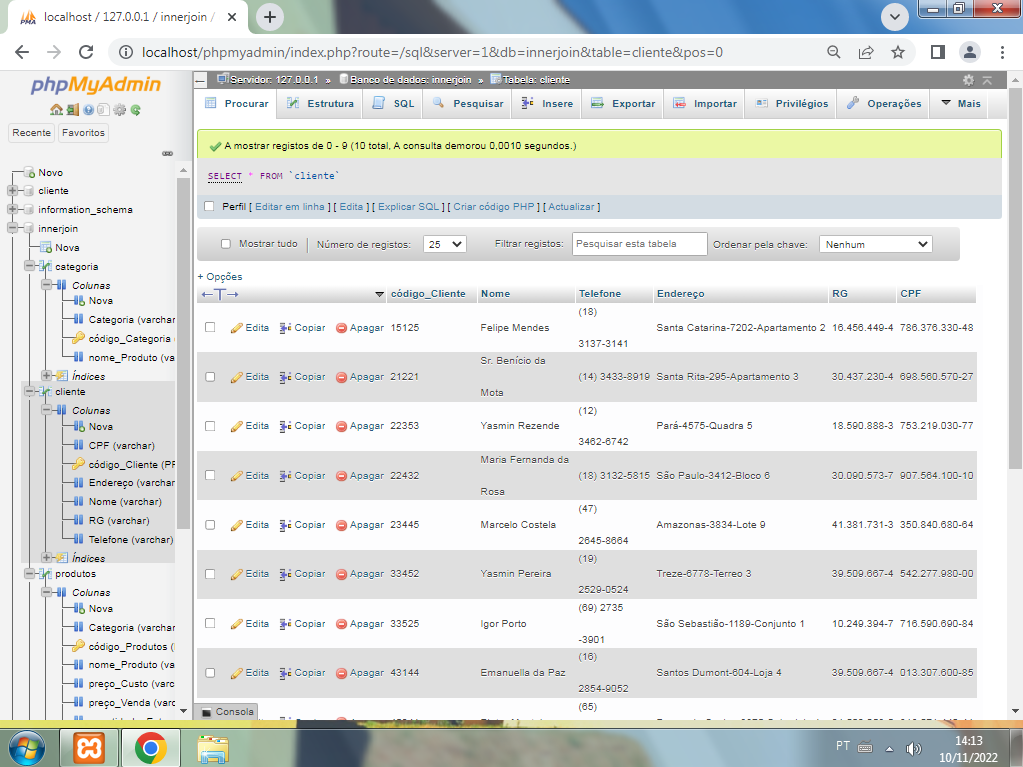 localhost / 127.0.0.1 / innerjoin /
localhost/phpmyadmin/index.php?route=/sql&server=1&db=innerjoin&table=cliente&pos=0
phpMyAdmin
Recente Favoritos
Novo
cliente
information_schema
innerjoin
Nova
categoria
Colunas
Nova
Categoria (varchar
código_Categoria
nome_Produto (va
Índices
cliente
Colunas
Nova
CPF (varchar)
código_Cliente (PF
Endereço (varchar
Nome (varchar)
RG (varchar)
Telefone (varchar)
Índices
produtos
Colunas
Nova
Categoria (varchar
código_Produtos (
nome_Produto (va
preço_Custo (varc
preço_Venda (varc
Servidor: 127.0.0.1 » Banco de dados: innerjoin » Tabela: cliente
Procurar Estrutura SQL Pesquisar Insere Exportar Importar Privilégios Operações Mais
A mostrar registos de 0 - 9 (10 total, A consulta demorou 0,0010 segundos.)
SELECT * FROM `cliente`
Perfil [ Editar em linha ] [ Edita ] [ Explicar SQL ] [ Criar código PHP ] [ Actualizar ]
Mostrar tudo Número de registos: 25 Filtrar registos: Pesquisar esta tabela Ordenar pela chave: Nenhum
+ Opções
←T→ código_Cliente Nome Telefone Endereço RG CPF
Edita Copiar Apagar 15125 Felipe Mendes (18) 3137-3141 Santa Catarina-7202-Apartamento 2 16.456.449-4 786.376.330-48
Edita Copiar Apagar 21221 Sr. Benício da Mota (14) 3433-8919 Santa Rita-295-Apartamento 3 30.437.230-4 698.560.570-27
Edita Copiar Apagar 22353 Yasmin Rezende (12) 3462-6742 Pará-4575-Quadra 5 18.590.888-3 753.219.030-77
Edita Copiar Apagar 22432 Maria Fernanda da Rosa (18) 3132-5815 São Paulo-3412-Bloco 6 30.090.573-7 907.564.100-10
Edita Copiar Apagar 23445 Marcelo Costela (47) 2645-8664 Amazonas-3834-Lote 9 41.381.731-3 350.840.680-64
Edita Copiar Apagar 33452 Yasmin Pereira (19) 2529-0524 Treze-6778-Terreo 3 39.509.667-4 542.277.980-00
Edita Copiar Apagar 33525 Igor Porto (69) 2735 -3901 São Sebastião-1189-Conjunto 1 10.249.394-7 716.590.690-84
Edita Copiar Apagar 43144 Emanuella da Paz (16) 2854-9052 Santos Dumont-604-Loja 4 39.509.667-4 013.307.600-85
(65)
Consola
PT
14:13
10/11/2022